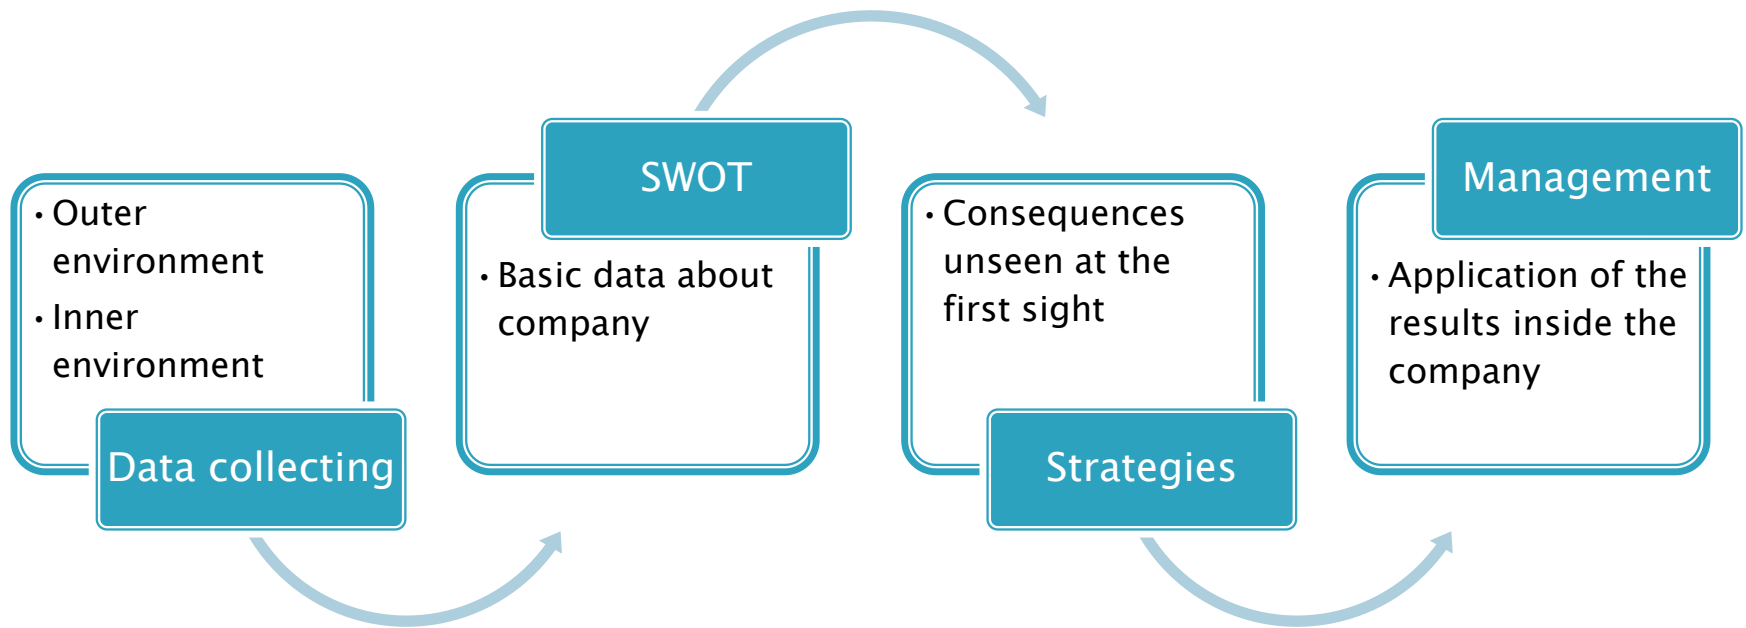 • Outer
environment
• Inner
environment
Data collecting
SWOT
• Basic data about
company
• Consequences
unseen at the
first sight
Strategies
Management
• Application of the
results inside the
company